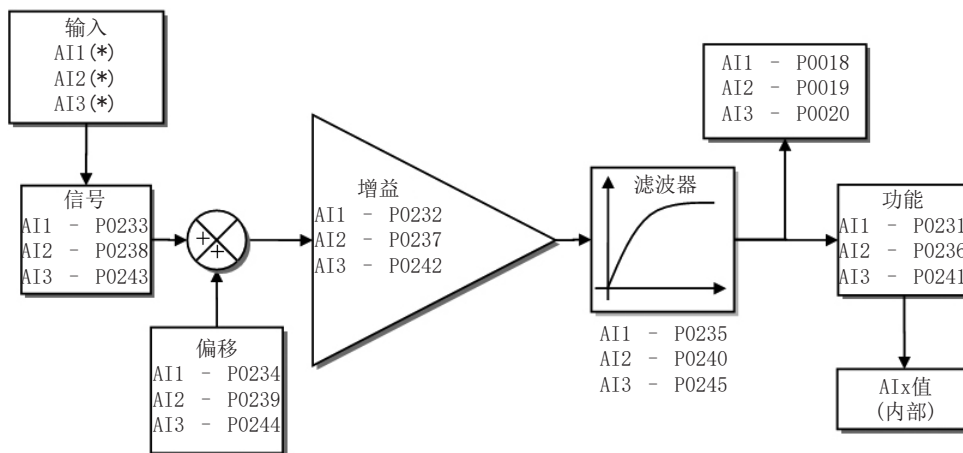 输入
AI1(*)
AI2(*)
AI3(*)
信号
AI1 - P0233
AI2 - P0238
AI3 - P0243
+
+
偏移
AI1 - P0234
AI2 - P0239
AI3 - P0244
增益
AI1 - P0232
AI2 - P0237
AI3 - P0242
滤波器
AI1 - P0235
AI2 - P0240
AI3 - P0245
AI1 - P0018
AI2 - P0019
AI3 - P0020
功能
AI1 - P0231
AI2 - P0236
AI3 - P0241
AIx值
(内部)